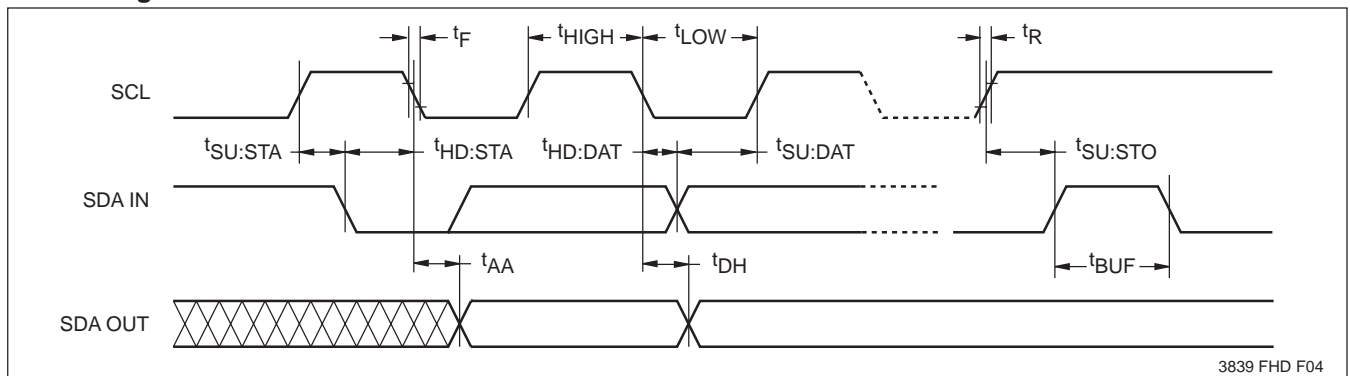 tF
tHIGH
tLOW
tR
SCL
tSU:STA
tHD:STA
tHD:DAT
tSU:DAT
tSU:STO
SDA IN
tAA
tDH
tBUF
SDA OUT
3839 FHD F04